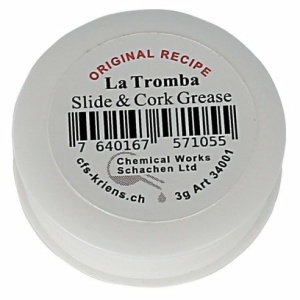 ORIGINAL RECIPE
La Tromba
Slide & Cork Grease
7 640167 571055
Chemical Works
Schachen Ltd
cfs-kriens.ch
3g Art 34001